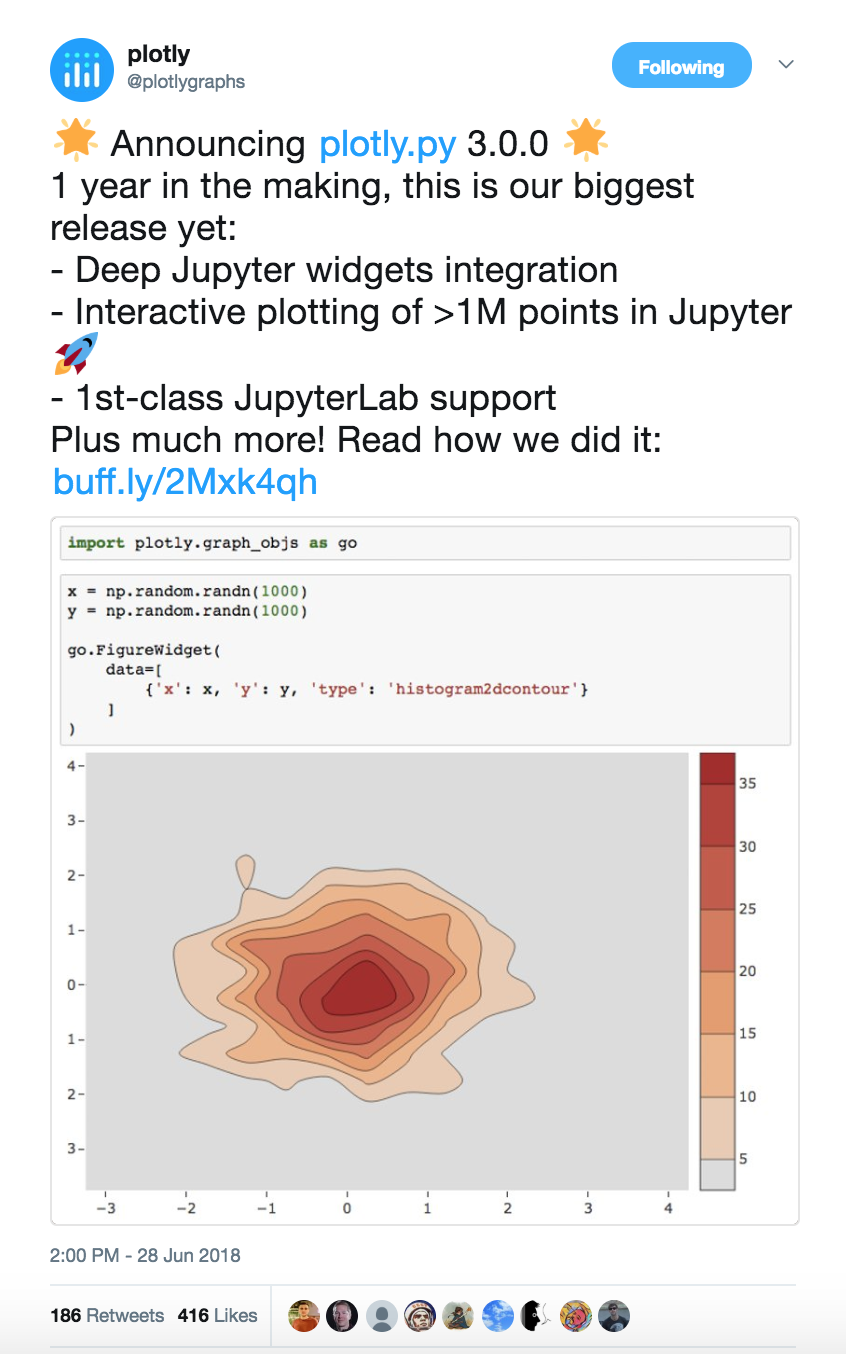 plotly
@plotlygraphs
Following
🌟 Announcing plotly.py 3.0.0 🌟
1 year in the making, this is our biggest
release yet:
- Deep Jupyter widgets integration
- Interactive plotting of >1M points in Jupyter
🚀
- 1st-class JupyterLab support
Plus much more! Read how we did it:
buff.ly/2Mxk4qh
import plotly.graph_objs as go
x = np.random.randn(1000)
y = np.random.randn(1000)
go.FigureWidget(
    data=[
        {'x': x, 'y': y, 'type': 'histogram2dcontour'}
    ]
)
4
3
2
1
0
1
2
3
−3
−2
−1
0
1
2
3
4
35
30
25
20
15
10
5
2:00 PM - 28 Jun 2018
186 Retweets 416 Likes